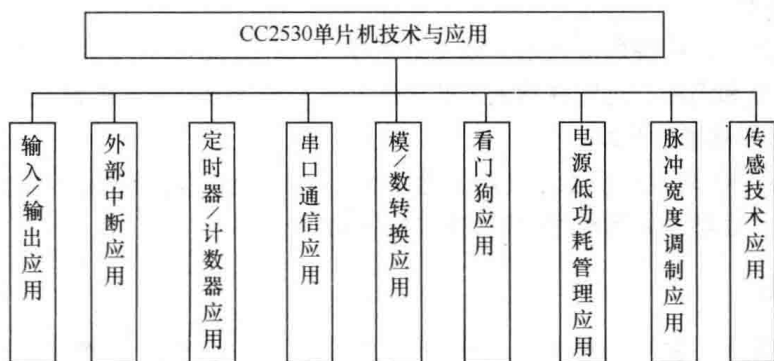 CC2530单片机技术与应用
输入/输出应用
外部中断应用
定时器/计数器应用
串口通信应用
模/数转换应用
看门狗应用
电源低功耗管理应用
脉冲宽度调制应用
传感技术应用